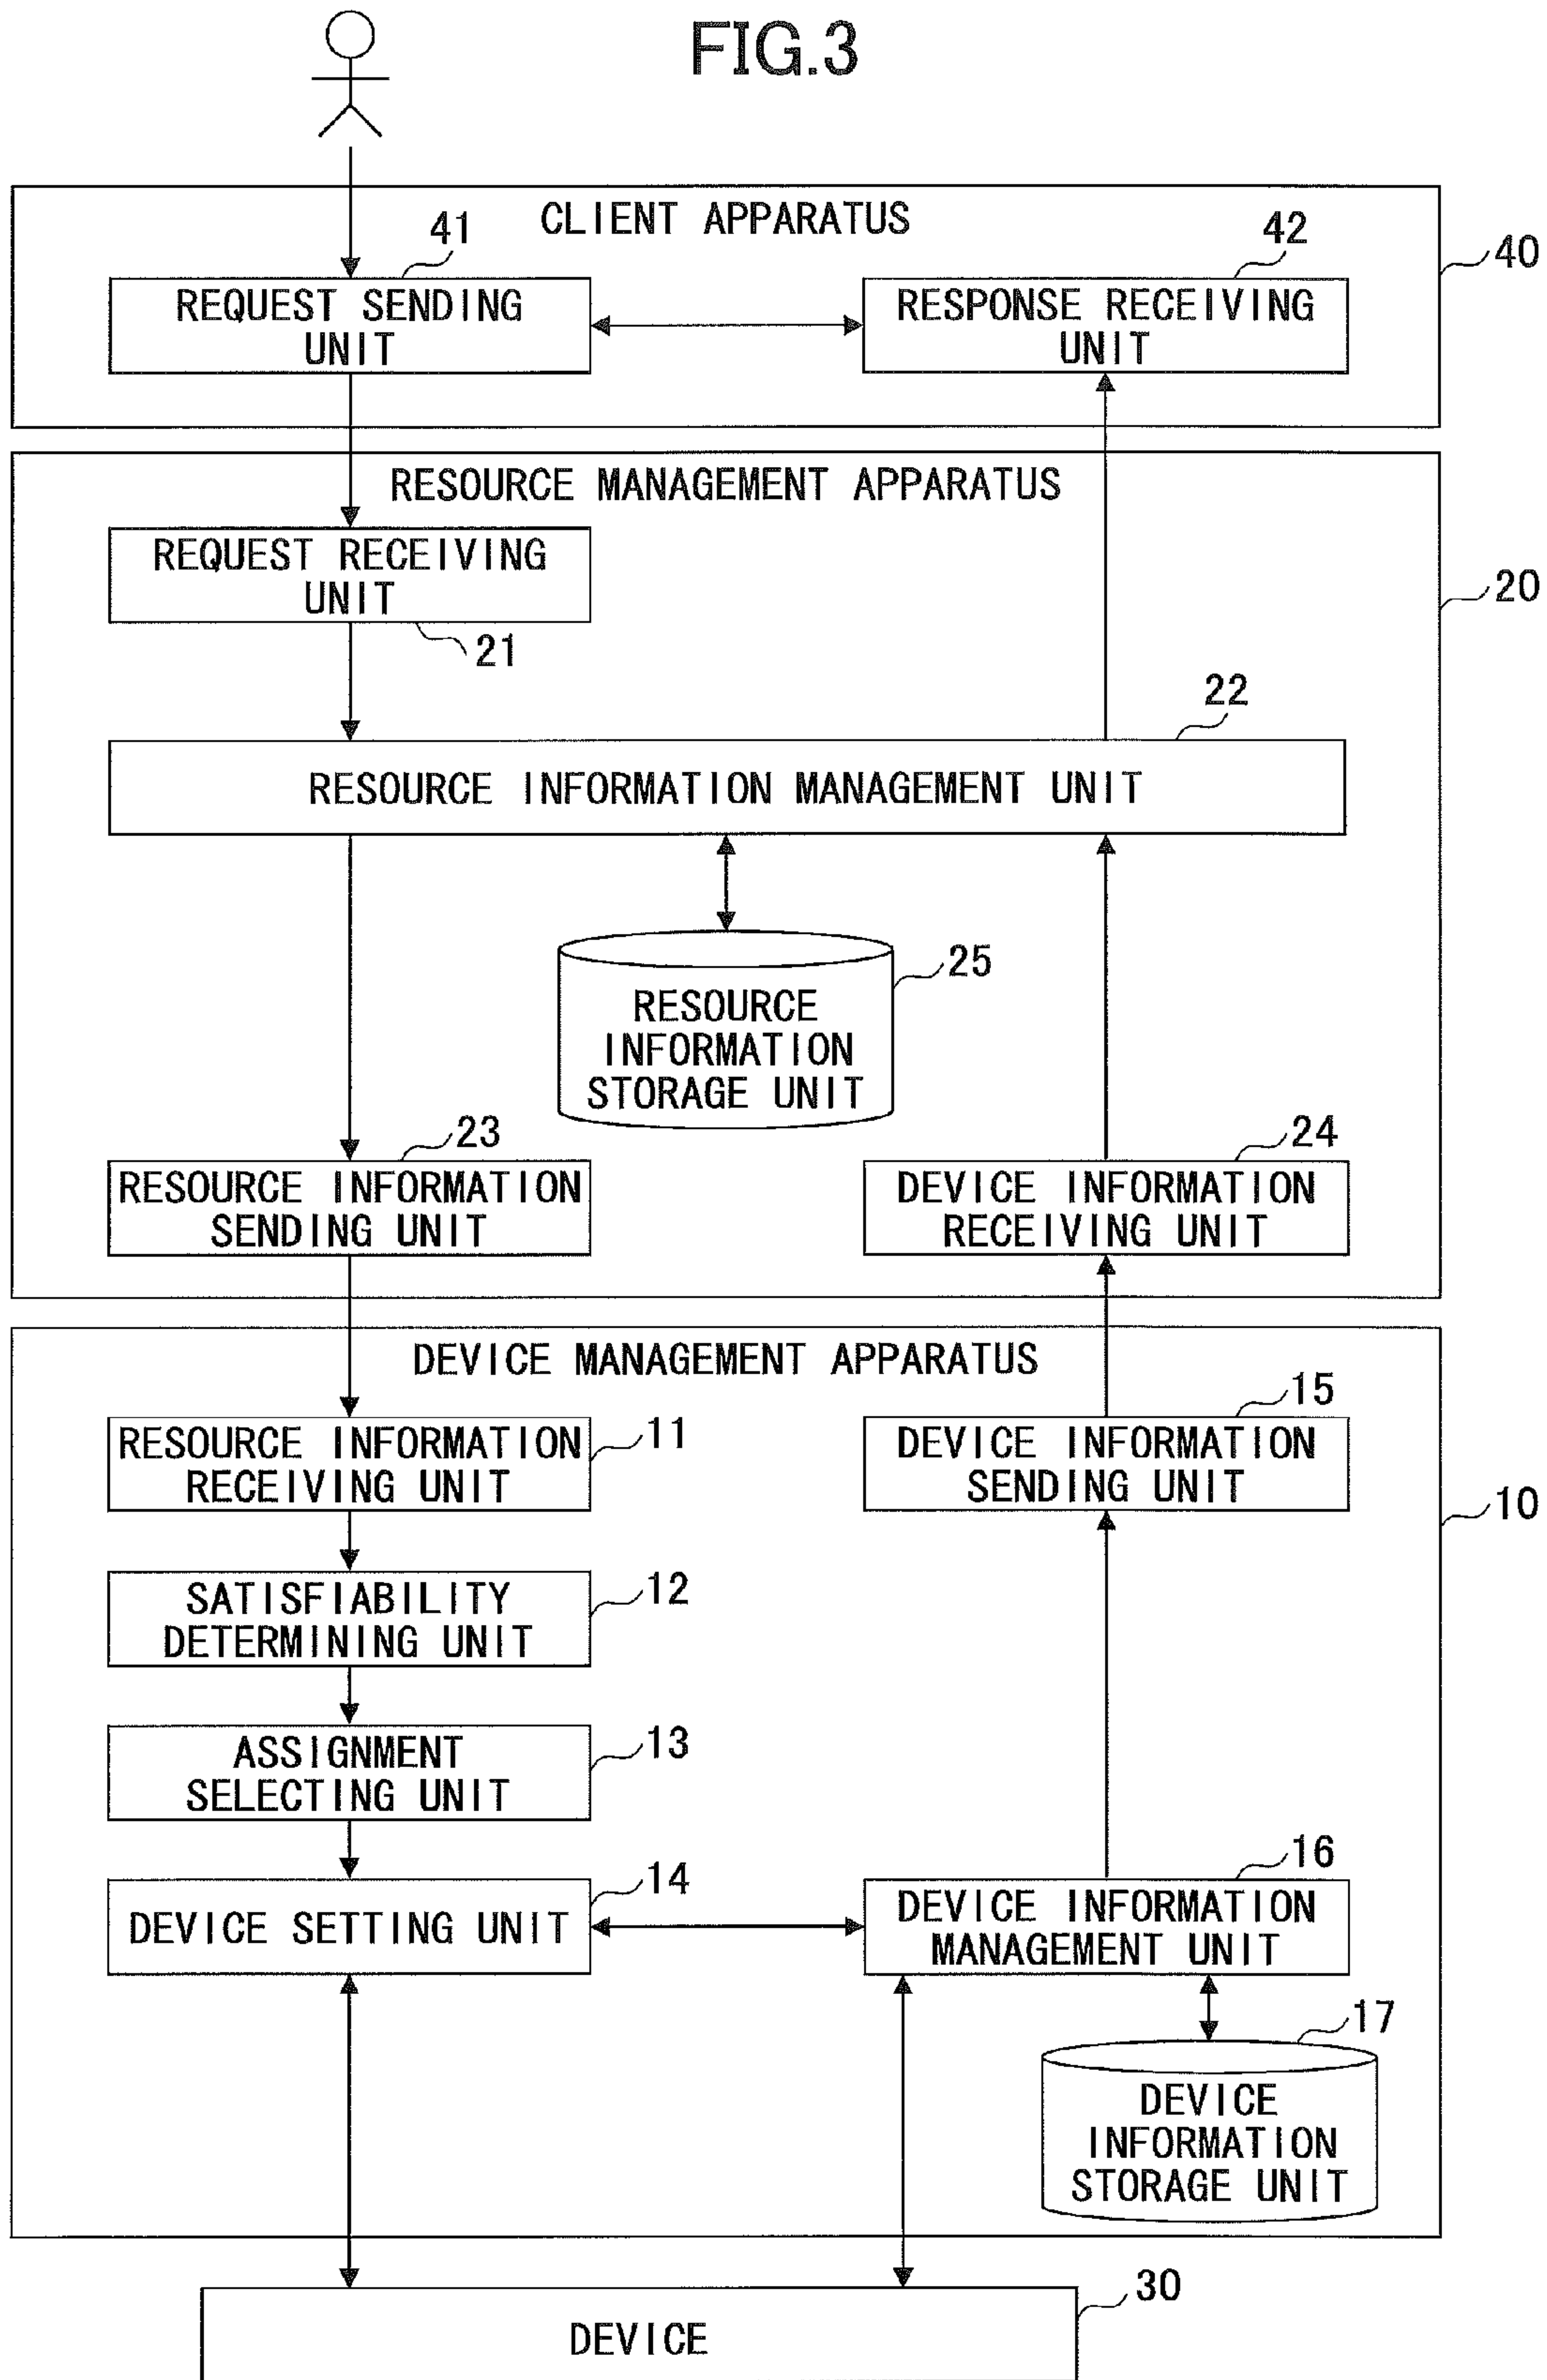 FIG.3
CLIENT APPARATUS
41
42
40
REQUEST SENDING
UNIT
RESPONSE RECEIVING
UNIT
RESOURCE MANAGEMENT APPARATUS
REQUEST RECEIVING
UNIT
21
20
22
RESOURCE INFORMATION MANAGEMENT UNIT
25
RESOURCE
INFORMATION
STORAGE UNIT
23
24
RESOURCE INFORMATION
SENDING UNIT
DEVICE INFORMATION
RECEIVING UNIT
DEVICE MANAGEMENT APPARATUS
15
RESOURCE INFORMATION
RECEIVING UNIT
11
DEVICE INFORMATION
SENDING UNIT
10
SATISFIABILITY
DETERMINING UNIT
12
ASSIGNMENT
SELECTING UNIT
13
14
16
DEVICE SETTING UNIT
DEVICE INFORMATION
MANAGEMENT UNIT
17
DEVICE
INFORMATION
STORAGE UNIT
30
DEVICE